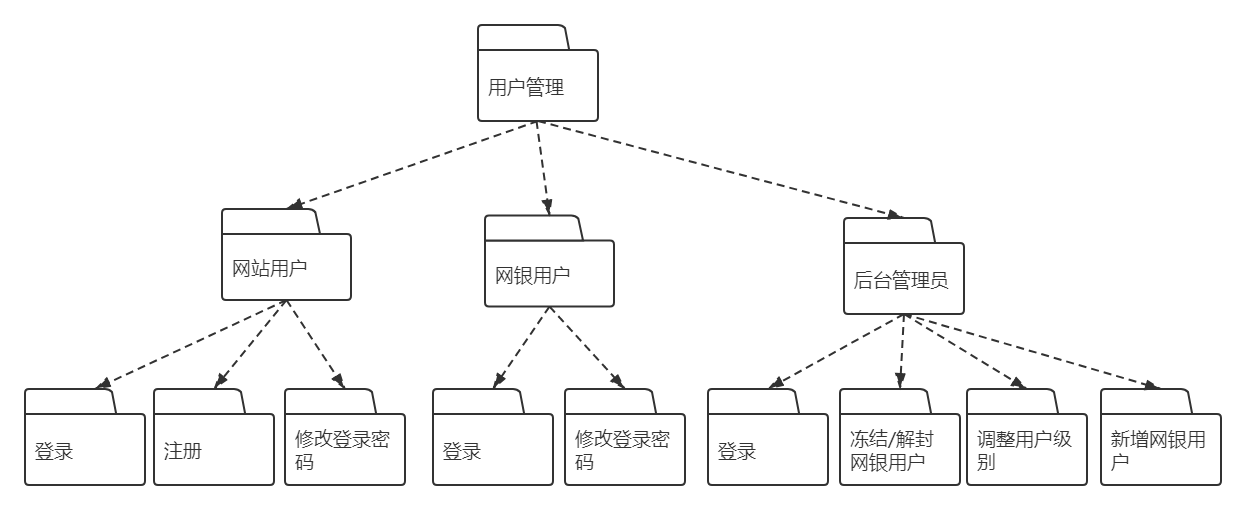 用户管理
网站用户
网银用户
后台管理员
登录
注册
修改登录密
码
登录
修改登录密
码
登录
冻结/解封
网银用户
调整用户级
别
新增网银用
户